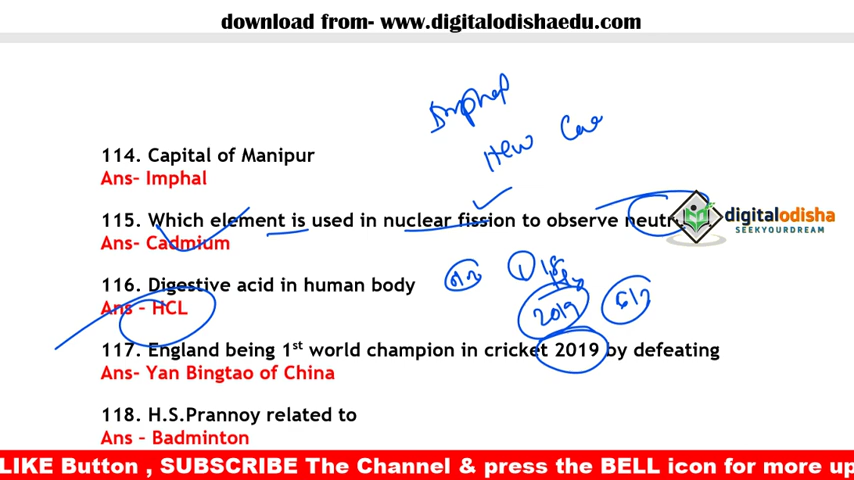 download from- www.digitalodishaedu.com
Imphal
New
114. Capital of Manipur
Ans- Imphal
115. Which element is used in nuclear fission to observe neutr
Ans- Cadmium
digitalodisha
SEEKYOURDREAM
116. Digestive acid in human body
Ans - HCL
2019
117. England being 1st world champion in cricket 2019 by defeating
Ans- Yan Bingtao of China
118. H.S.Prannoy related to
Ans - Badminton
LIKE Button , SUBSCRIBE The Channel & press the BELL icon for more up